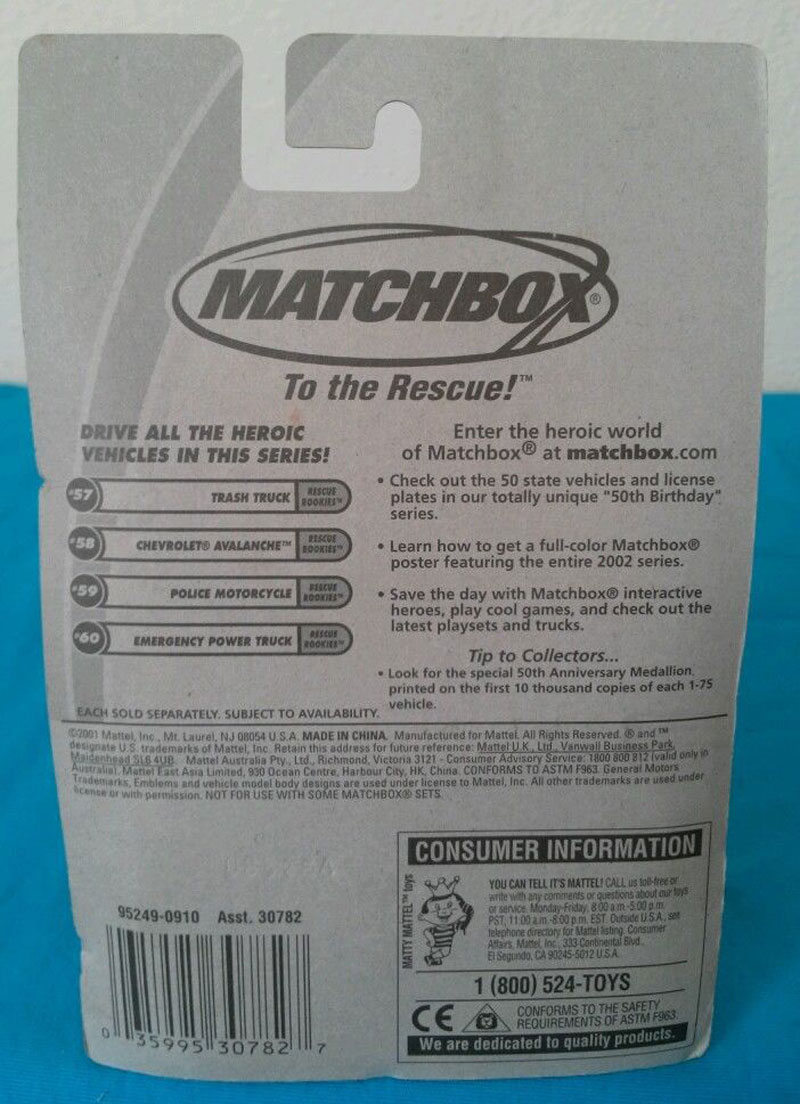 MATCHBOX®
To the Rescue!™
DRIVE ALL THE HEROIC
VEHICLES IN THIS SERIES!
#57 TRASH TRUCK RESCUE ROOKIES™
#58 CHEVROLET® AVALANCHE™ RESCUE ROOKIES™
#59 POLICE MOTORCYCLE RESCUE ROOKIES™
#60 EMERGENCY POWER TRUCK RESCUE ROOKIES™
EACH SOLD SEPARATELY. SUBJECT TO AVAILABILITY.
Enter the heroic world
of Matchbox® at matchbox.com
• Check out the 50 state vehicles and license
plates in our totally unique "50th Birthday"
series.
• Learn how to get a full-color Matchbox®
poster featuring the entire 2002 series.
• Save the day with Matchbox® interactive
heroes, play cool games, and check out the
latest playsets and trucks.
Tip to Collectors...
• Look for the special 50th Anniversary Medallion
printed on the first 10 thousand copies of each 1-75
vehicle.
©2001 Mattel, Inc., Mt. Laurel, NJ 08054 U.S.A. MADE IN CHINA. Manufactured for Mattel. All Rights Reserved. ® and ™
designate U.S. trademarks of Mattel, Inc. Retain this address for future reference: Mattel U.K., Ltd., Vanwall Business Park,
Maidenhead SL6 4UB. Mattel Australia Pty., Ltd., Richmond, Victoria 3121 - Consumer Advisory Service: 1800 800 812 (valid only in
Australia). Mattel East Asia Limited, 930 Ocean Centre, Harbour City, HK, China. CONFORMS TO ASTM F963. General Motors
Trademarks, Emblems and vehicle model body designs are used under license to Mattel, Inc. All other trademarks are used under
license or with permission. NOT FOR USE WITH SOME MATCHBOX® SETS.
CONSUMER INFORMATION
MATTY MATTEL™ toys
YOU CAN TELL IT'S MATTEL! CALL us toll-free or
write with any comments or questions about our toys
or service. Monday-Friday, 8:00 a.m.-5:00 p.m.
PST, 11:00 a.m.-8:00 p.m. EST. Outside U.S.A., see
telephone directory for Mattel listing. Consumer
Affairs, Mattel, Inc., 333 Continental Blvd.,
El Segundo, CA 90245-5012 U.S.A.
1 (800) 524-TOYS
CE
CONFORMS TO THE SAFETY
REQUIREMENTS OF ASTM F963.
We are dedicated to quality products.
95249-0910 Asst. 30782
0 35995 30782 7